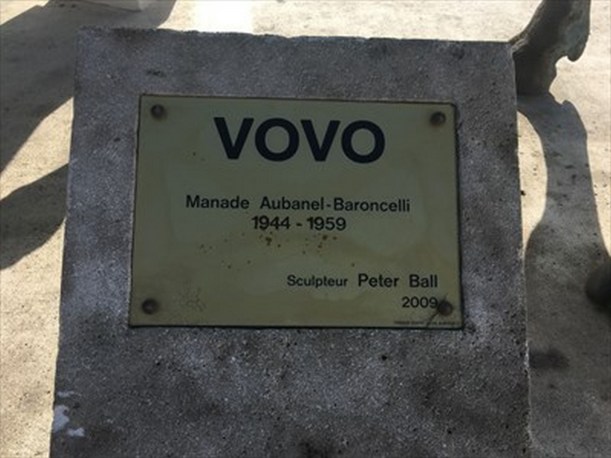 VOVO
Manade Aubanel-Baroncelli
1944 - 1959
Sculpteur Peter Ball
2009